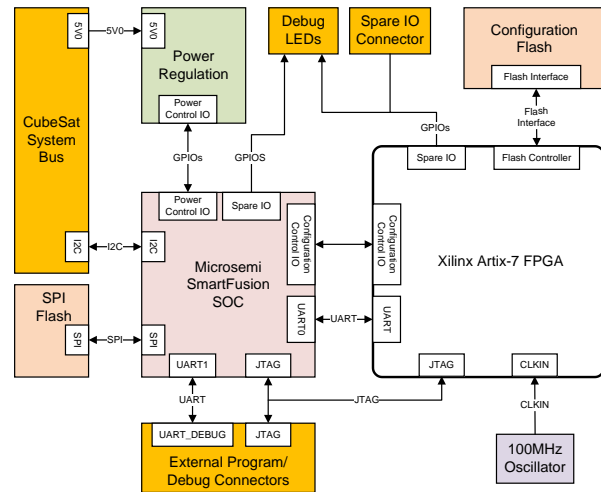 5V0
5V0
5V0
Power
Regulation
Power
Control IO
Debug
LEDs
Spare IO
Connector
Configuration
Flash
Flash Interface
CubeSat
System
Bus
GPIOs
GPIOS
GPIOs
Flash
Interface
Power
Control IO
Spare IO
Spare IO
Flash Controller
I2C
I2C
I2C
Configuration
Control IO
Configuration
Control IO
Microsemi
SmartFusion
SOC
Xilinx Artix-7 FPGA
SPI
Flash
SPI
SPI
SPI
UART0
UART
UART
UART1
JTAG
JTAG
CLKIN
UART
JTAG
CLKIN
UART_DEBUG
JTAG
External Program/
Debug Connectors
100MHz
Oscillator